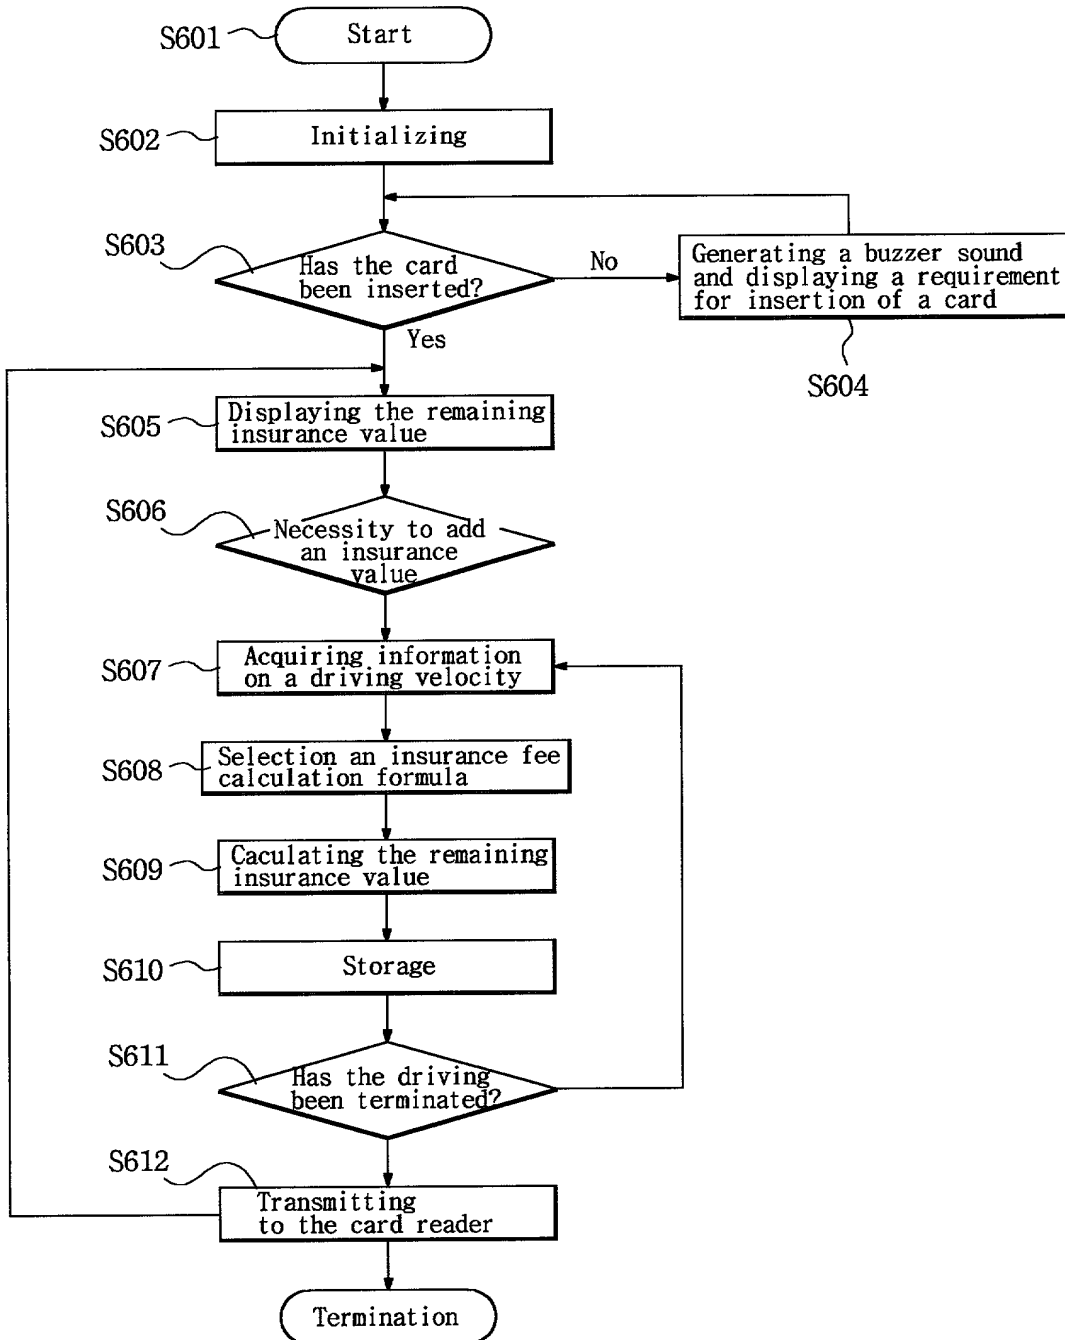 S601
Start
S602
Initializing
S603
Has the card
been inserted?
No
Generating a buzzer sound
and displaying a requirement
for insertion of a card
S604
Yes
S605
Displaying the remaining
insurance value
S606
Necessity to add
an insurance
value
S607
Acquiring information
on a driving velocity
S608
Selection an insurance fee
calculation formula
S609
Caculating the remaining
insurance value
S610
Storage
S611
Has the driving
been terminated?
S612
Transmitting
to the card reader
Termination